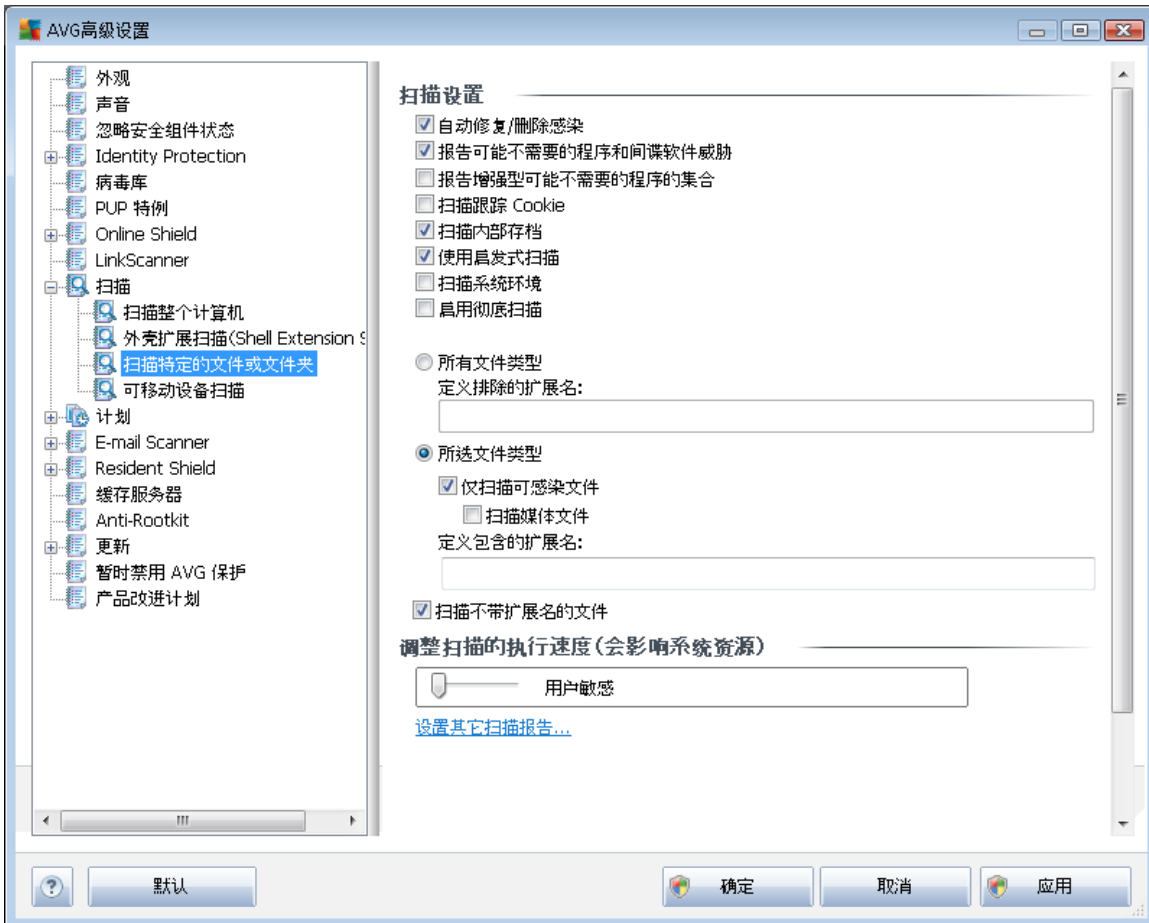 AVG高级设置
外观
声音
忽略安全组件状态
Identity Protection
病毒库
PUP 特例
Online Shield
LinkScanner
扫描
扫描整个计算机
外壳扩展扫描(Shell Extension S
扫描特定的文件或文件夹
可移动设备扫描
计划
E-mail Scanner
Resident Shield
缓存服务器
Anti-Rootkit
更新
暂时禁用 AVG 保护
产品改进计划
扫描设置
自动修复/删除感染
报告可能不需要的程序和间谍软件威胁
报告增强型可能不需要的程序的集合
扫描跟踪 Cookie
扫描内部存档
使用启发式扫描
扫描系统环境
启用彻底扫描
所有文件类型
定义排除的扩展名:
所选文件类型
仅扫描可感染文件
扫描媒体文件
定义包含的扩展名:
扫描不带扩展名的文件
调整扫描的执行速度(会影响系统资源)
用户敏感
设置其它扫描报告...
?
默认
确定
取消
应用